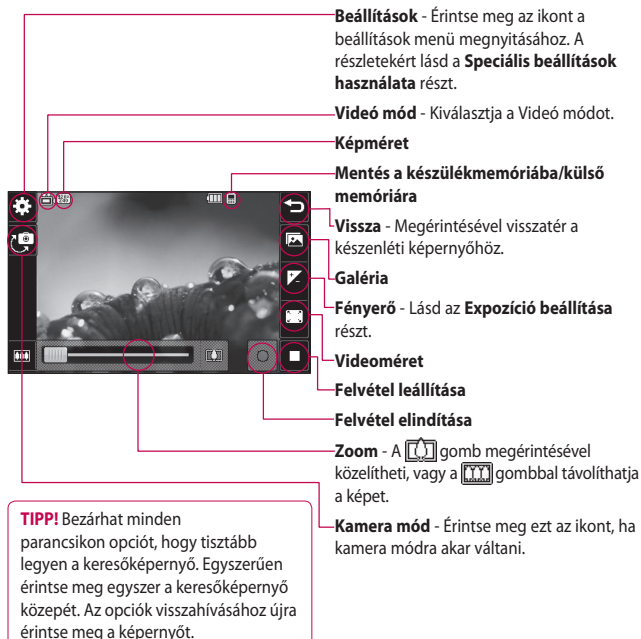 Beállítások - Érintse meg az ikont a
beállítások menü megnyitásához. A
részletekért lásd a Speciális beállítások
használata részt.
Videó mód - Kiválasztja a Videó módot.
Képméret
Mentés a készülékmemóriába/külső
memóriára
Vissza - Megérintésével visszatér a
készenléti képernyőhöz.
Galéria
Fényerő - Lásd az Expozíció beállítása
részt.
Videoméret
Felvétel leállítása
Felvétel elindítása
Zoom - A gomb megérintésével
közelítheti, vagy a gombbal távolíthatja
a képet.
Kamera mód - Érintse meg ezt az ikont, ha
kamera módra akar váltani.
TIPP! Bezárhat minden
parancsikon opciót, hogy tisztább
legyen a keresőképernyő. Egyszerűen
érintse meg egyszer a keresőképernyő
közepét. Az opciók visszahívásához újra
érintse meg a képernyőt.